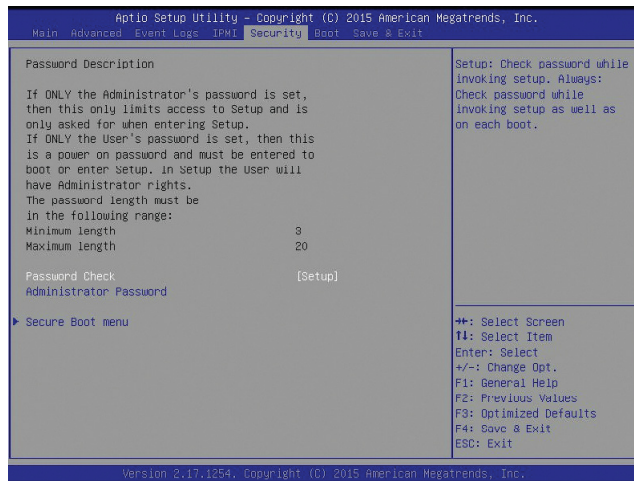 Aptio Setup Utility – Copyright (C) 2015 American Megatrends, Inc.
Main Advanced Event Logs IPMI Security Boot Save & Exit
Password Description
If ONLY the Administrator's password is set,
then this only limits access to Setup and is
only asked for when entering Setup.
If ONLY the User's password is set, then this
is a power on password and must be entered to
boot or enter Setup. In Setup the User will
have Administrator rights.
The password length must be
in the following range:
Minimum length 3
Maximum length 20
Password Check [Setup]
Administrator Password
Secure Boot menu
Setup: Check password while
invoking setup. Always:
Check password while
invoking setup as well as
on each boot.
→←: Select Screen
↑↓: Select Item
Enter: Select
+/-: Change Opt.
F1: General Help
F2: Previous Values
F3: Optimized Defaults
F4: Save & Exit
ESC: Exit
Version 2.17.1254. Copyright (C) 2015 American Megatrends, Inc.